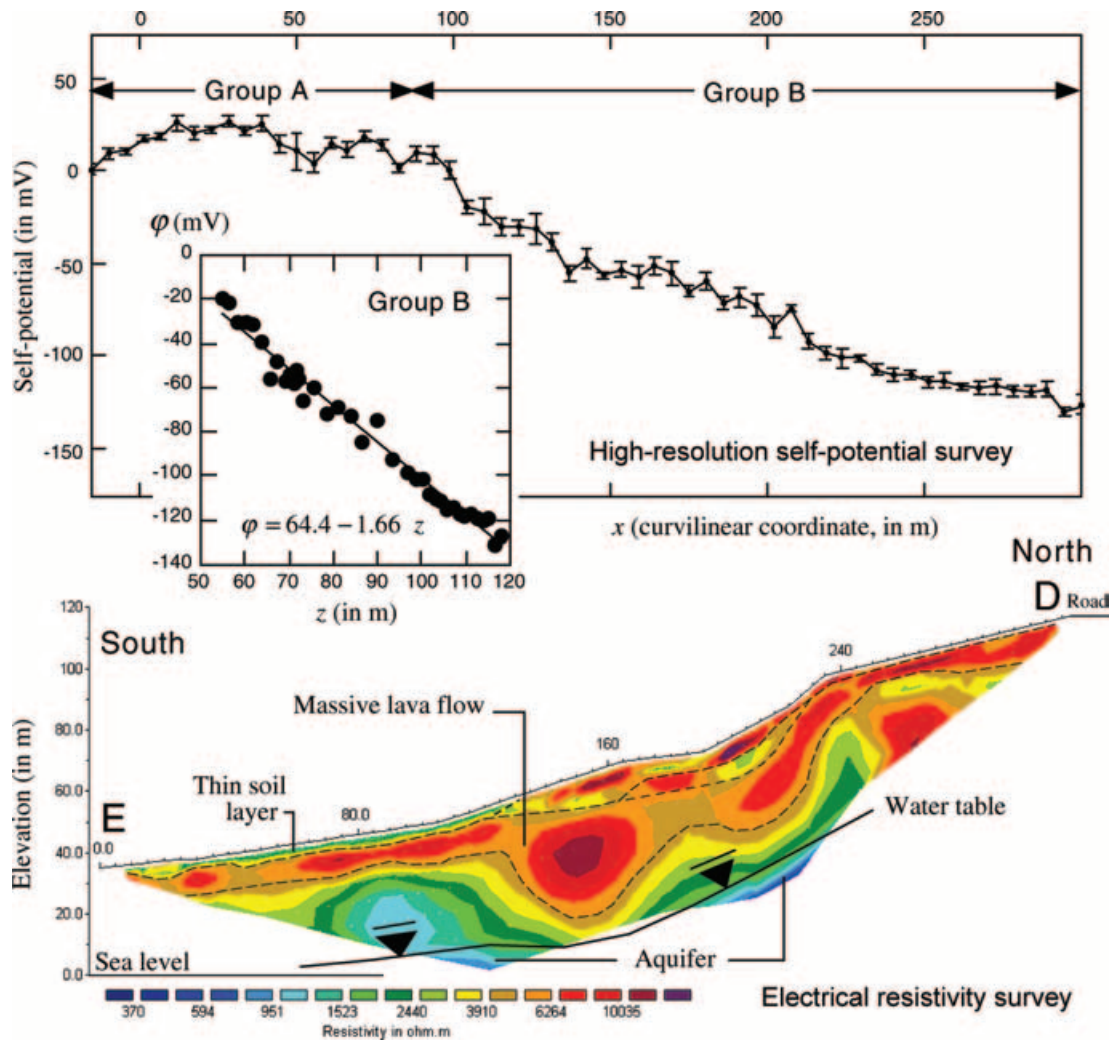 0 50 100 150 200 250
50
0
-50
-100
-150
Self-potential (in mV)
Group A
Group B
φ (mV)
0
-20
-40
-60
-80
-100
-120
-140
Group B
φ = 64.4 – 1.66 z
50 60 70 80 90 100 110 120
z (in m)
High-resolution self-potential survey
x (curvilinear coordinate, in m)
North
D Road
South
E
120
100
80.0
60.0
40.0
20.0
0.0
Elevation (in m)
0.0
80.0
160
240
Massive lava flow
Thin soil
layer
Water table
Sea level
Aquifer
370 594 951 1523 2440 3910 6264 10035
Resistivity in ohm.m
Electrical resistivity survey